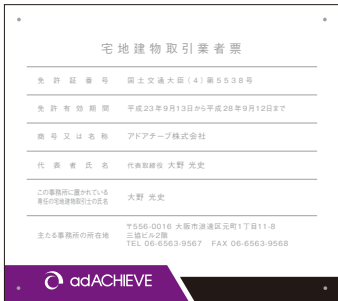 宅地建物取引業者票
免許証番号 国土交通大臣(4)第5538号
免許有効期間 平成23年9月13日から平成28年9月12日まで
商号又は名称 アドアチーブ株式会社
代表者氏名 代表取締役 大野 光史
この事務所に置かれている
専任の宅地建物取引士の氏名 大野 光史
主たる事務所の所在地 〒556-0016 大阪市浪速区元町1丁目11-8
三協ビル2階
TEL 06-6563-9567 FAX 06-6563-9568
adACHIEVE